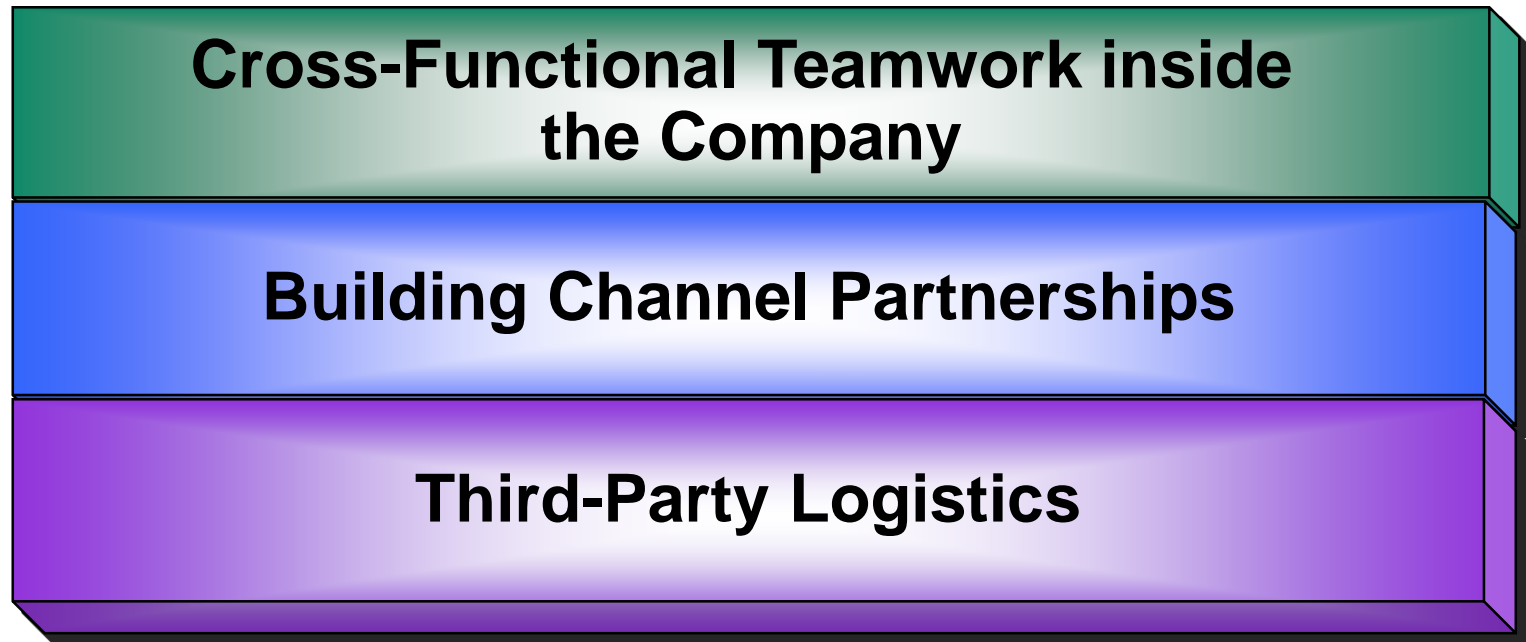 Cross-Functional Teamwork inside
the Company
Building Channel Partnerships
Third-Party Logistics